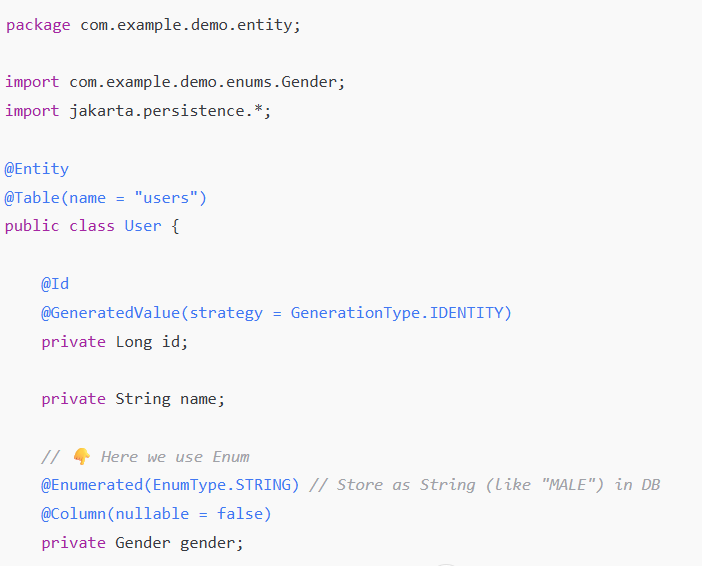 package com.example.demo.entity;
import com.example.demo.enums.Gender;
import jakarta.persistence.*;
@Entity
@Table(name = "users")
public class User {
@Id
@GeneratedValue(strategy = GenerationType.IDENTITY)
private Long id;
private String name;
// 👇 Here we use Enum
@Enumerated(EnumType.STRING) // Store as String (like "MALE") in DB
@Column(nullable = false)
private Gender gender;